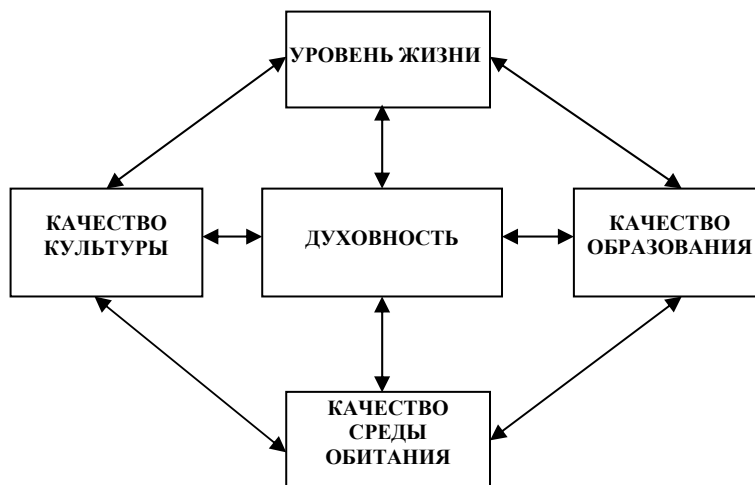 УРОВЕНЬ ЖИЗНИ
КАЧЕСТВО
КУЛЬТУРЫ
ДУХОВНОСТЬ
КАЧЕСТВО
ОБРАЗОВАНИЯ
КАЧЕСТВО
СРЕДЫ
ОБИТАНИЯ